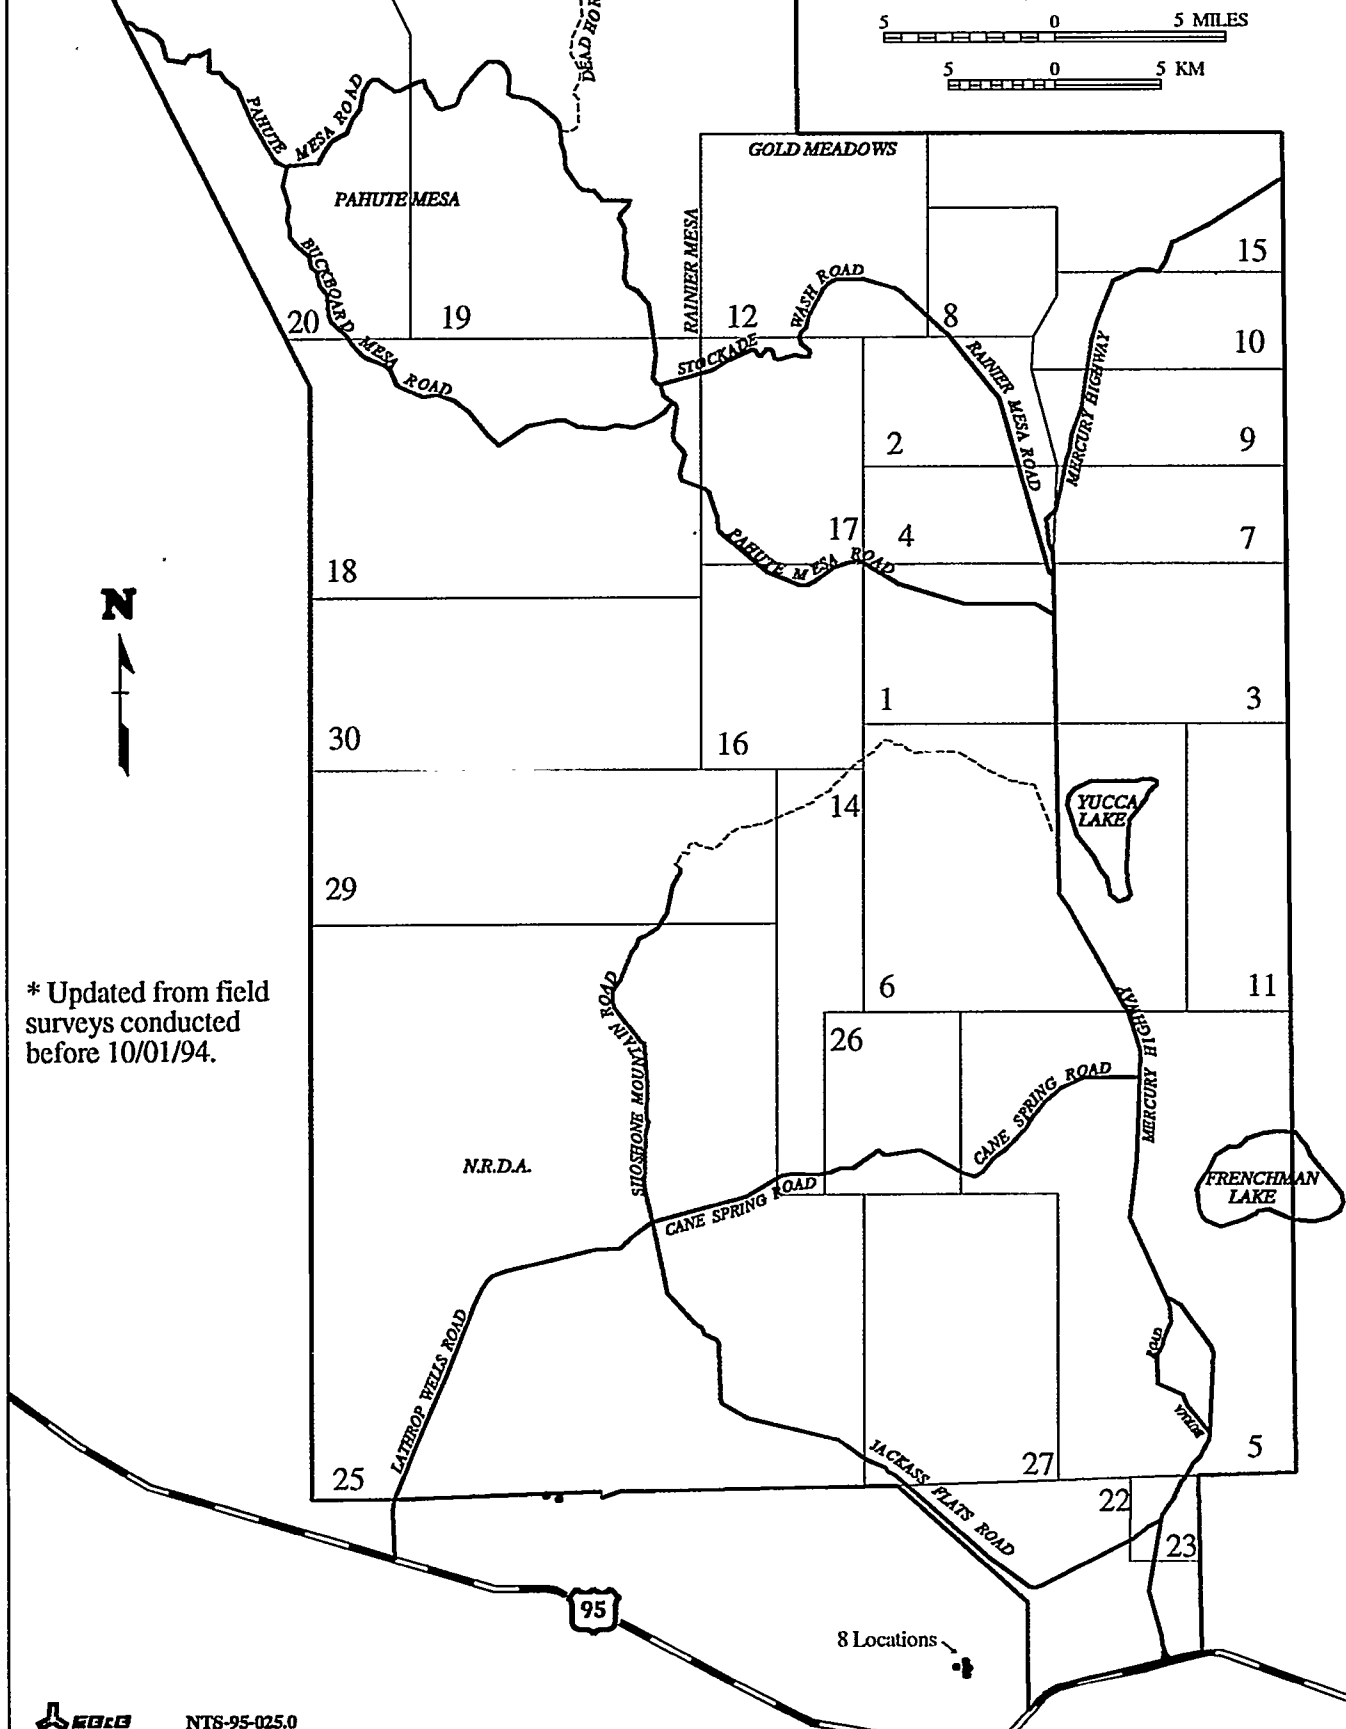 5 0 5 MILES
5 0 5 KM
DEAD HOR
PAHUTE MESA ROAD
GOLD MEADOWS
PAHUTE MESA
RAINIER MESA
BUCKBOARD MESA ROAD
STOCKADE WASH ROAD
RAINIER MESA ROAD
MERCURY HIGHWAY
15
20
19
12
8
10
2
9
17
4
7
PAHUTE MESA ROAD
18
N
1
3
30
16
YUCCA
LAKE
14
29
* Updated from field
surveys conducted
before 10/01/94.
6
11
SHOSHONE MOUNTAIN ROAD
MERCURY HIGHWAY
26
CANE SPRING ROAD
N.R.D.A.
FRENCHMAN
LAKE
CANE SPRING ROAD
LATHROP WELLS ROAD
ROAD
JACKASS FLATS ROAD
25
27
5
22
23
95
8 Locations
EG&G
NTS-95-025.0